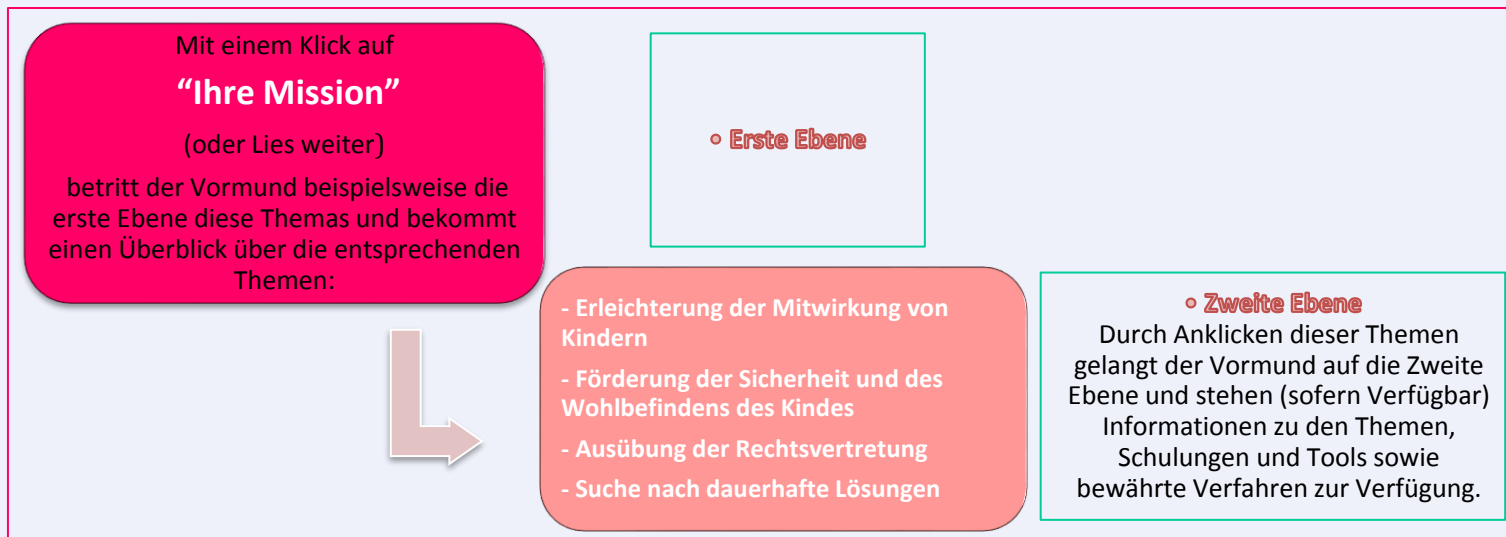 Mit einem Klick auf
“Ihre Mission”
(oder Lies weiter)
betritt der Vormund beispielsweise die
erste Ebene diese Themas und bekommt
einen Überblick über die entsprechenden
Themen:
• Erste Ebene
- Erleichterung der Mitwirkung von
Kindern
- Förderung der Sicherheit und des
Wohlbefindens des Kindes
- Ausübung der Rechtsvertretung
- Suche nach dauerhafte Lösungen
• Zweite Ebene
Durch Anklicken dieser Themen
gelangt der Vormund auf die Zweite
Ebene und stehen (sofern Verfügbar)
Informationen zu den Themen,
Schulungen und Tools sowie
bewährte Verfahren zur Verfügung.